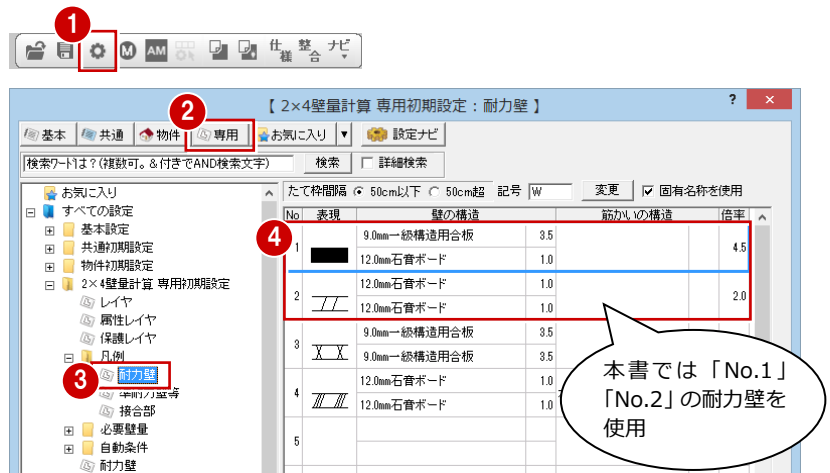 1
M AM 仕様 整合 ナビ
2
【 2×4壁量計算 専用初期設定:耐力壁 】 ? ×
基本 共通 物件 専用 お気に入り ▼ 設定ナビ
検索ワードは?(複数可。&付きでAND検索文字) 検索 詳細検索
お気に入り
すべての設定
基本設定
共通初期設定
物件初期設定
2×4壁量計算 専用初期設定
レイヤ
属性レイヤ
保護レイヤ
凡例
3
耐力壁
準耐力壁等
接合部
必要壁量
自動条件
耐力壁
たて枠間隔 50cm以下 50cm超 記号 W 変更 固有名称を使用
No 表現 壁の構造 筋かいの構造 倍率
4
1 9.0mm一級構造用合板 3.5 4.5
12.0mm石膏ボード 1.0
2 12.0mm石膏ボード 1.0 2.0
12.0mm石膏ボード 1.0
3 9.0mm一級構造用合板 3.5
9.0mm一級構造用合板 3.5
4 12.0mm石膏ボード 1.0
12.0mm石膏ボード 1.0
5
本書では「No.1」
「No.2」の耐力壁を
使用